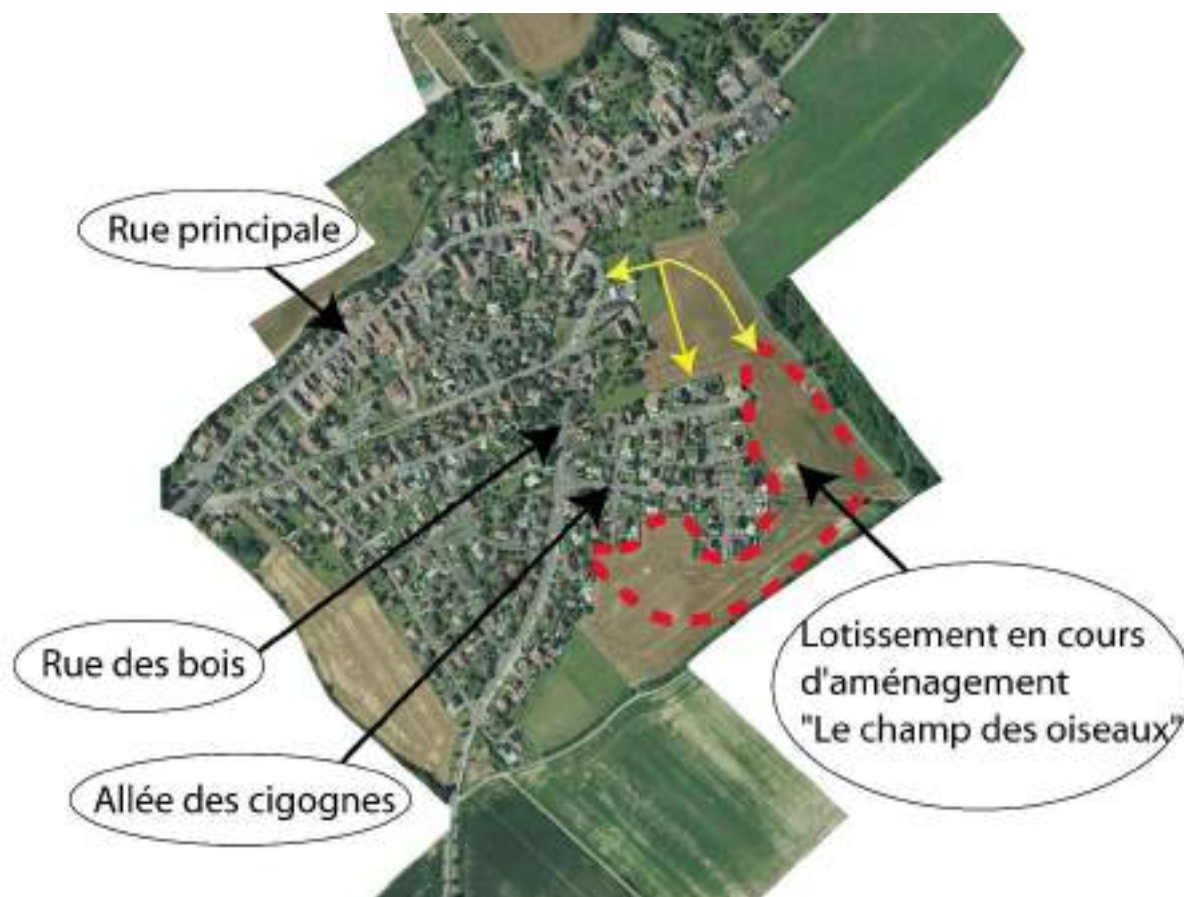 Rue principale
Rue des bois
Allée des cigognes
Lotissement en cours
d'aménagement
"Le champ des oiseaux"